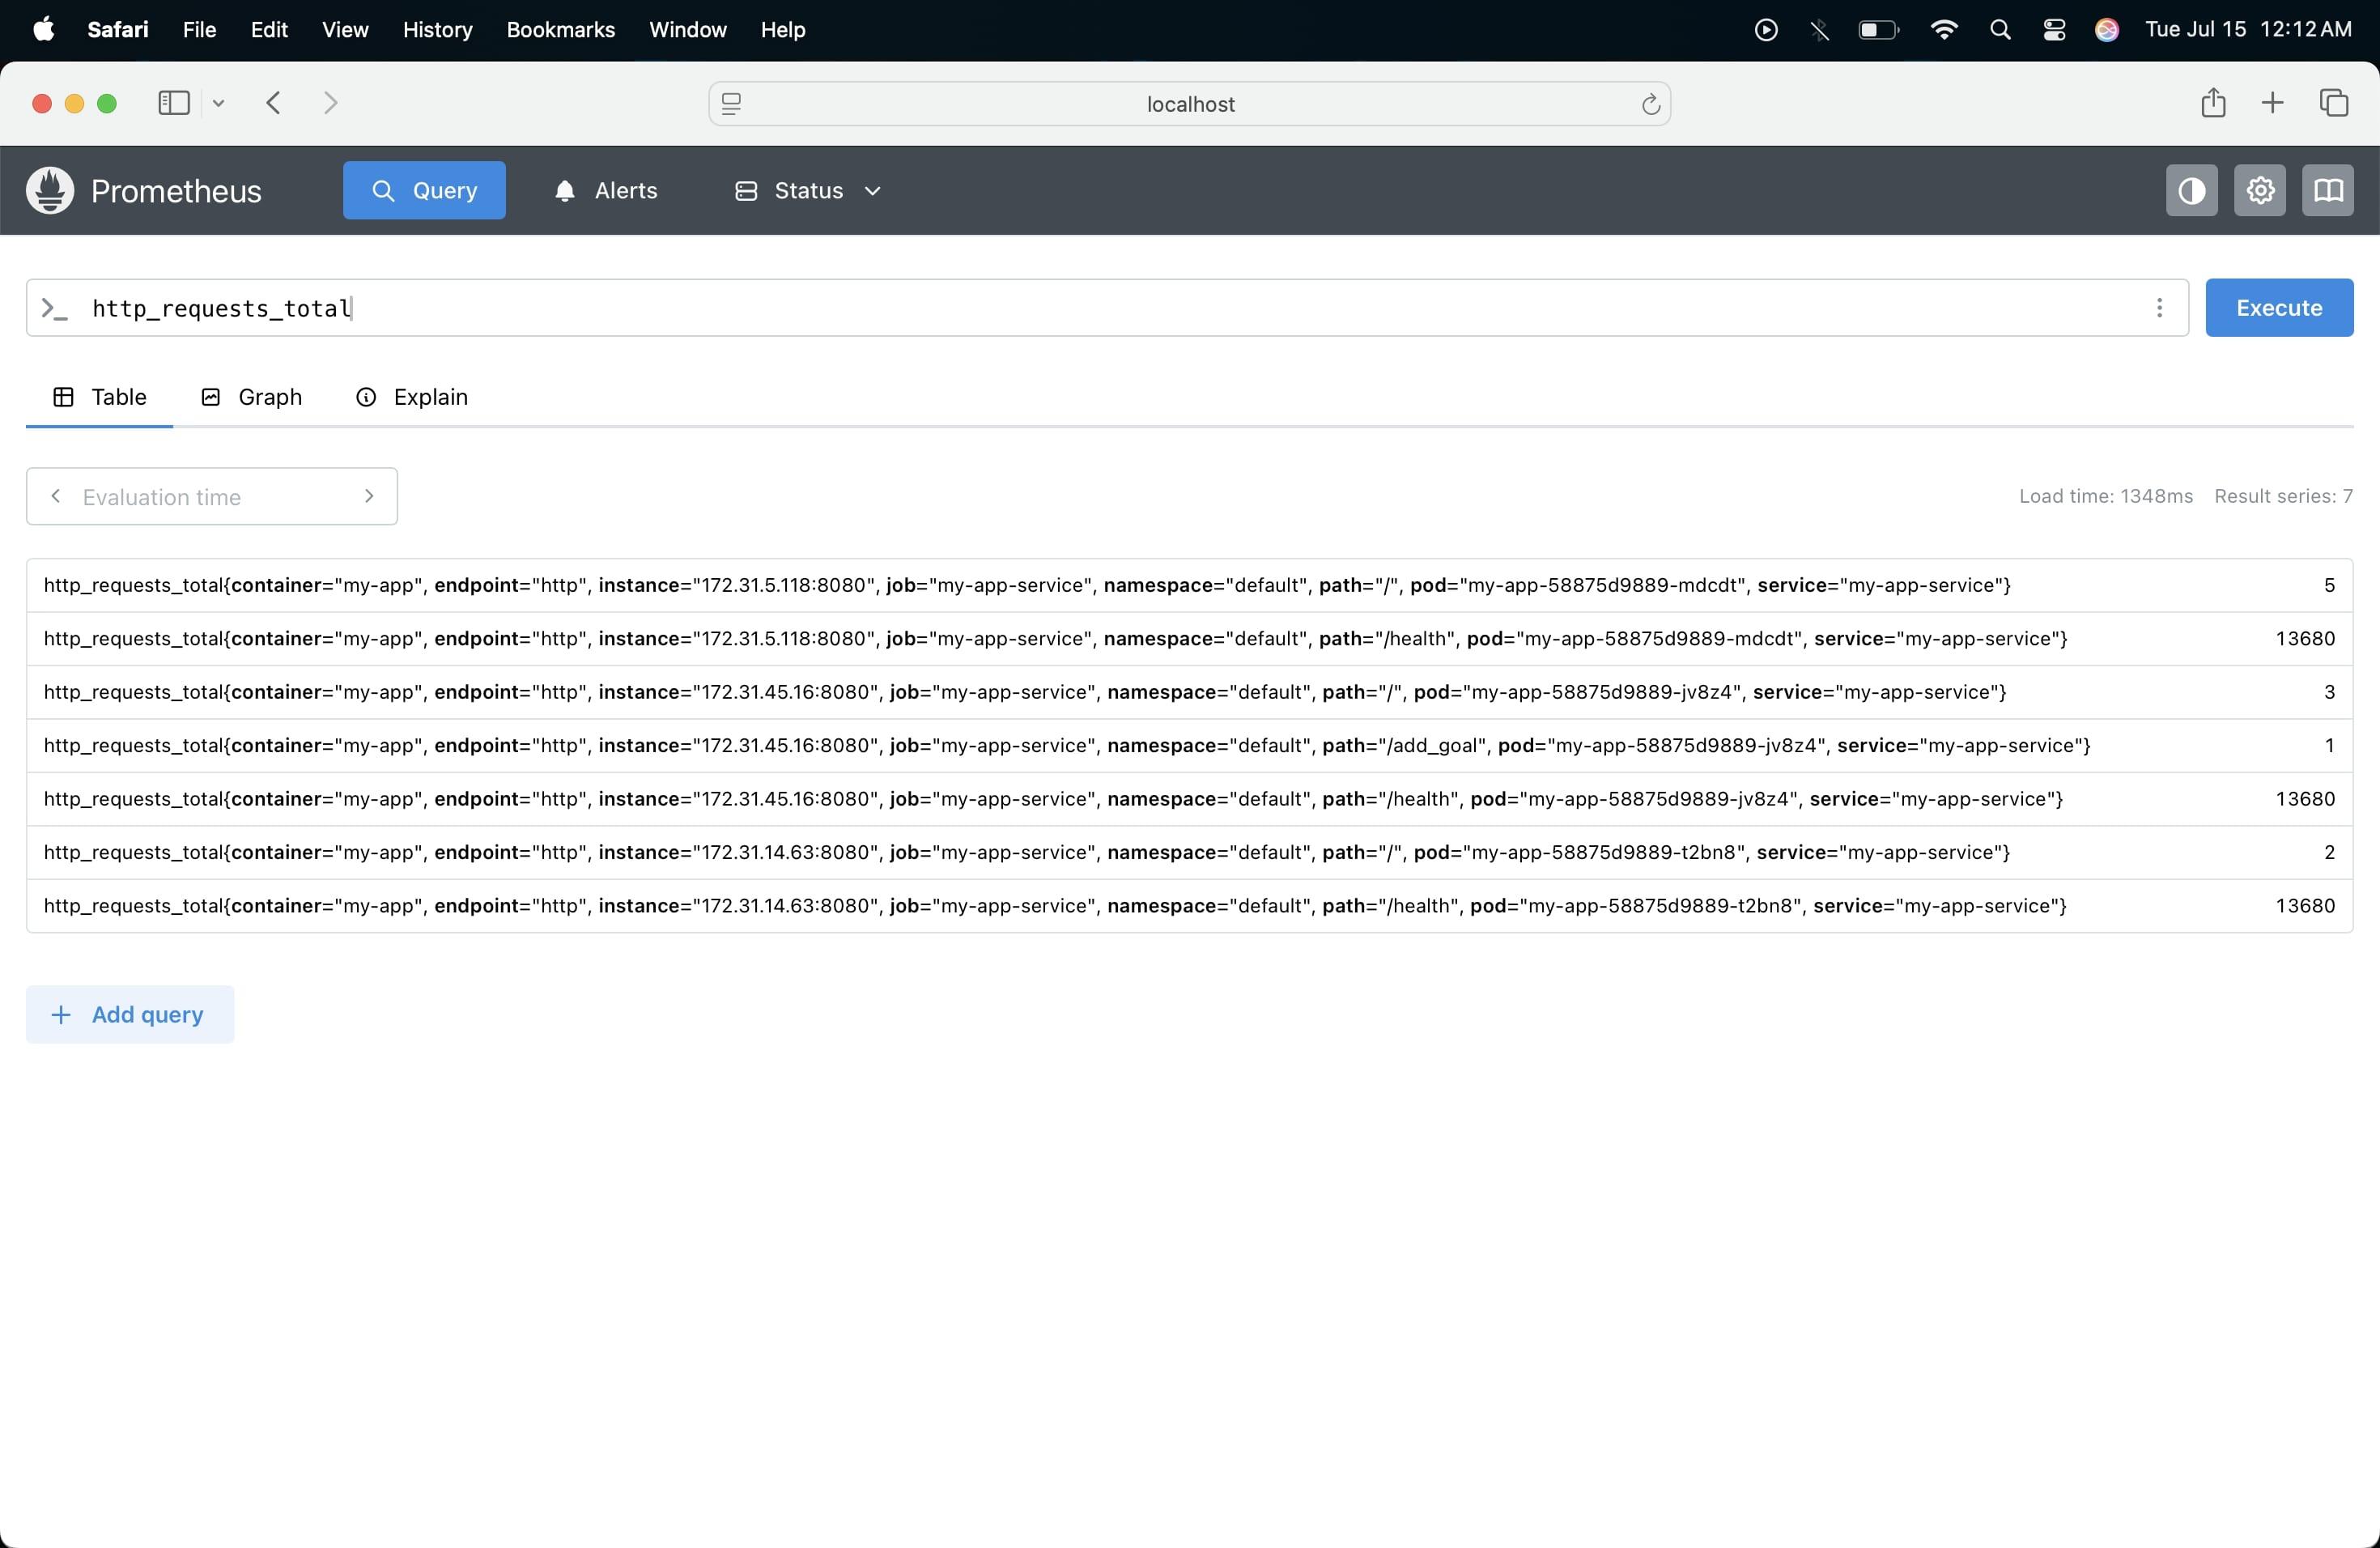 Safari File Edit View History Bookmarks Window Help Tue Jul 15 12:12 AM
localhost
Prometheus Query Alerts Status
>_ http_requests_total Execute
Table Graph Explain
Evaluation time Load time: 1348ms Result series: 7
http_requests_total{container="my-app", endpoint="http", instance="172.31.5.118:8080", job="my-app-service", namespace="default", path="/", pod="my-app-58875d9889-mdcdt", service="my-app-service"} 5
http_requests_total{container="my-app", endpoint="http", instance="172.31.5.118:8080", job="my-app-service", namespace="default", path="/health", pod="my-app-58875d9889-mdcdt", service="my-app-service"} 13680
http_requests_total{container="my-app", endpoint="http", instance="172.31.45.16:8080", job="my-app-service", namespace="default", path="/", pod="my-app-58875d9889-jv8z4", service="my-app-service"} 3
http_requests_total{container="my-app", endpoint="http", instance="172.31.45.16:8080", job="my-app-service", namespace="default", path="/add_goal", pod="my-app-58875d9889-jv8z4", service="my-app-service"} 1
http_requests_total{container="my-app", endpoint="http", instance="172.31.45.16:8080", job="my-app-service", namespace="default", path="/health", pod="my-app-58875d9889-jv8z4", service="my-app-service"} 13680
http_requests_total{container="my-app", endpoint="http", instance="172.31.14.63:8080", job="my-app-service", namespace="default", path="/", pod="my-app-58875d9889-t2bn8", service="my-app-service"} 2
http_requests_total{container="my-app", endpoint="http", instance="172.31.14.63:8080", job="my-app-service", namespace="default", path="/health", pod="my-app-58875d9889-t2bn8", service="my-app-service"} 13680
Add query